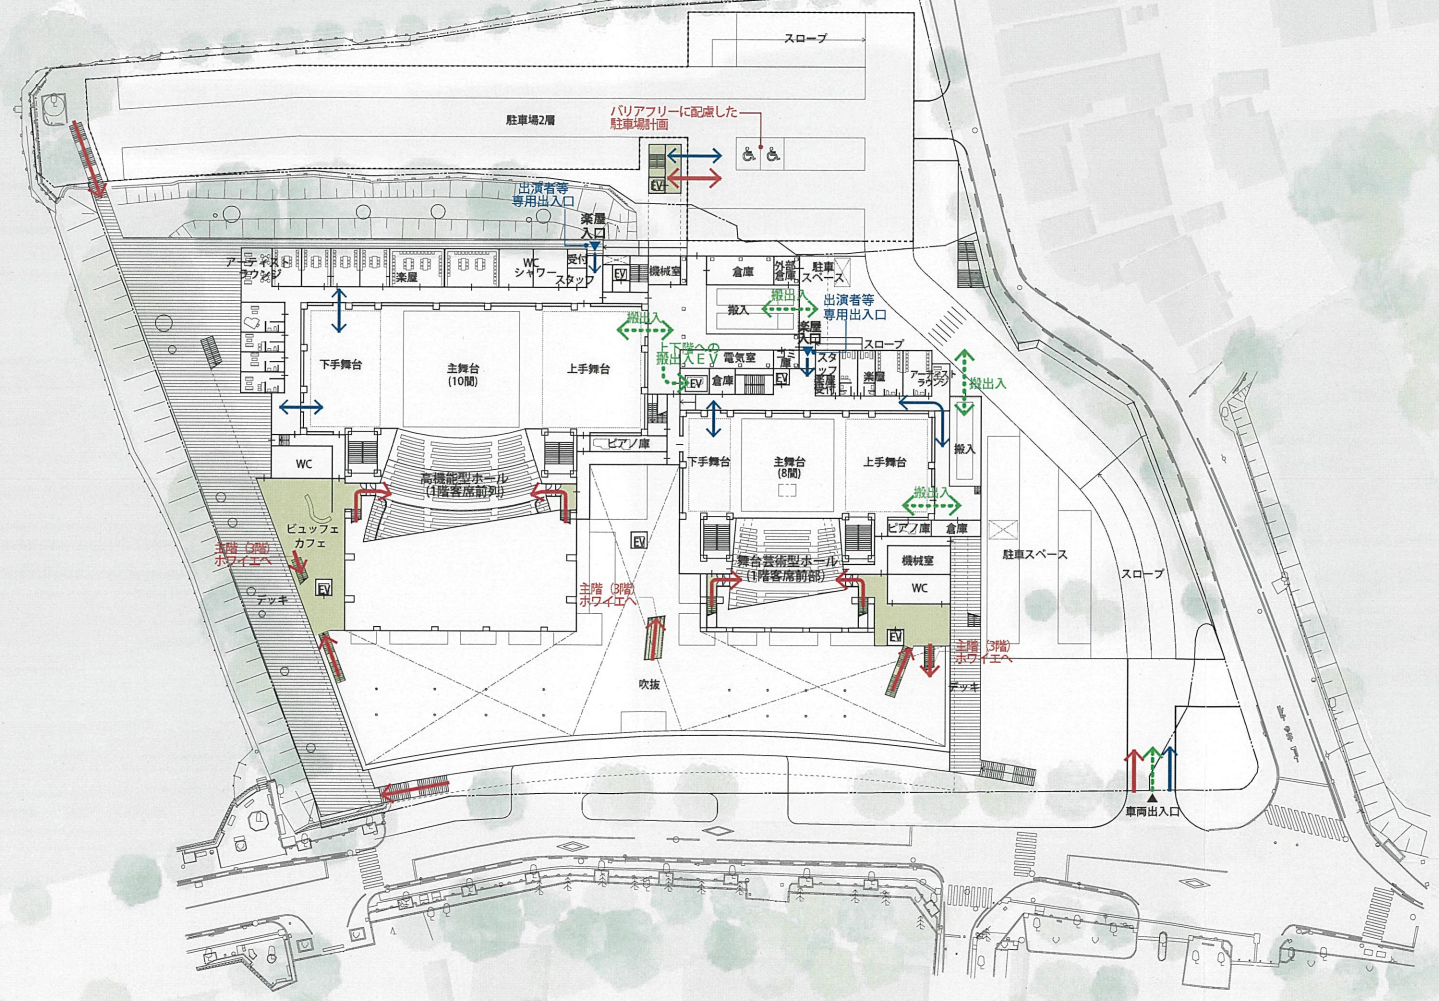 スロープ
バリアフリーに配慮した
駐車場計画
駐車場2層
EV
出演者等
専用出入口
楽屋
入口
アーティスト
ラウンジ
楽屋
WC
シャワー
受付
スタッフ
EV
機械室
倉庫
外部
倉庫
駐車
スペース
搬出入
搬入
搬出入
出演者等
専用出入口
楽屋
入口
上下階への
搬出入EV
電気室
ゴミ
庫
スロープ
EV
倉庫
EV
スタ
ッフ
楽屋
受付
楽屋
アーティスト
ラウンジ
搬出入
下手舞台
主舞台
(10間)
上手舞台
ピアノ庫
WC
高機能型ホール
(1階客席前列)
下手舞台
主舞台
(8間)
上手舞台
搬入
搬出入
ピアノ庫
倉庫
ビュッフェ
カフェ
主階(3階)
ホワイエへ
EV
EV
デッキ
主階(3階)
ホワイエへ
舞台芸術型ホール
(1階客席前部)
機械室
WC
駐車スペース
スロープ
EV
主階(3階)
ホワイエへ
吹抜
デッキ
車両出入口